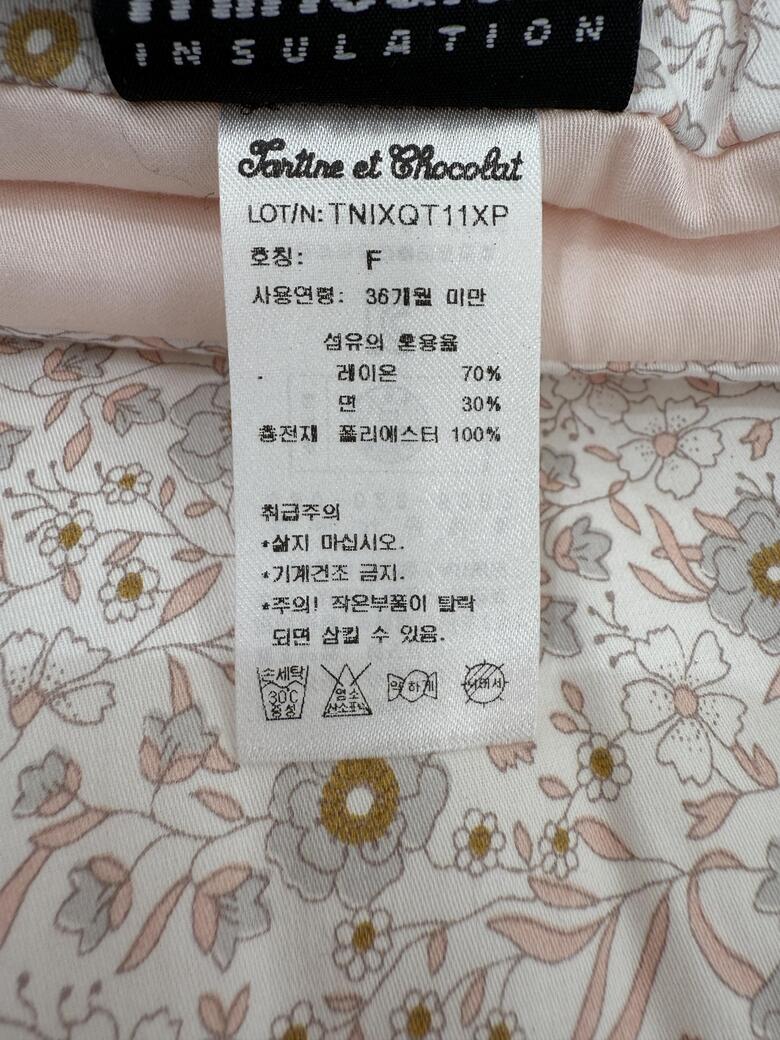 INSULATION
Tartine et Chocolat
LOT/N: TNIXQT11XP
호칭: F
사용연령: 36개월 미만
섬유의 혼용율
레이온 70%
면 30%
충전재 폴리에스터 100%
취급주의
*삶지 마십시오.
*기계건조 금지.
*주의! 작은부품이 탈락
되면 삼킬 수 있음.
손세탁
30C
중성
염소
산소표백
약하게